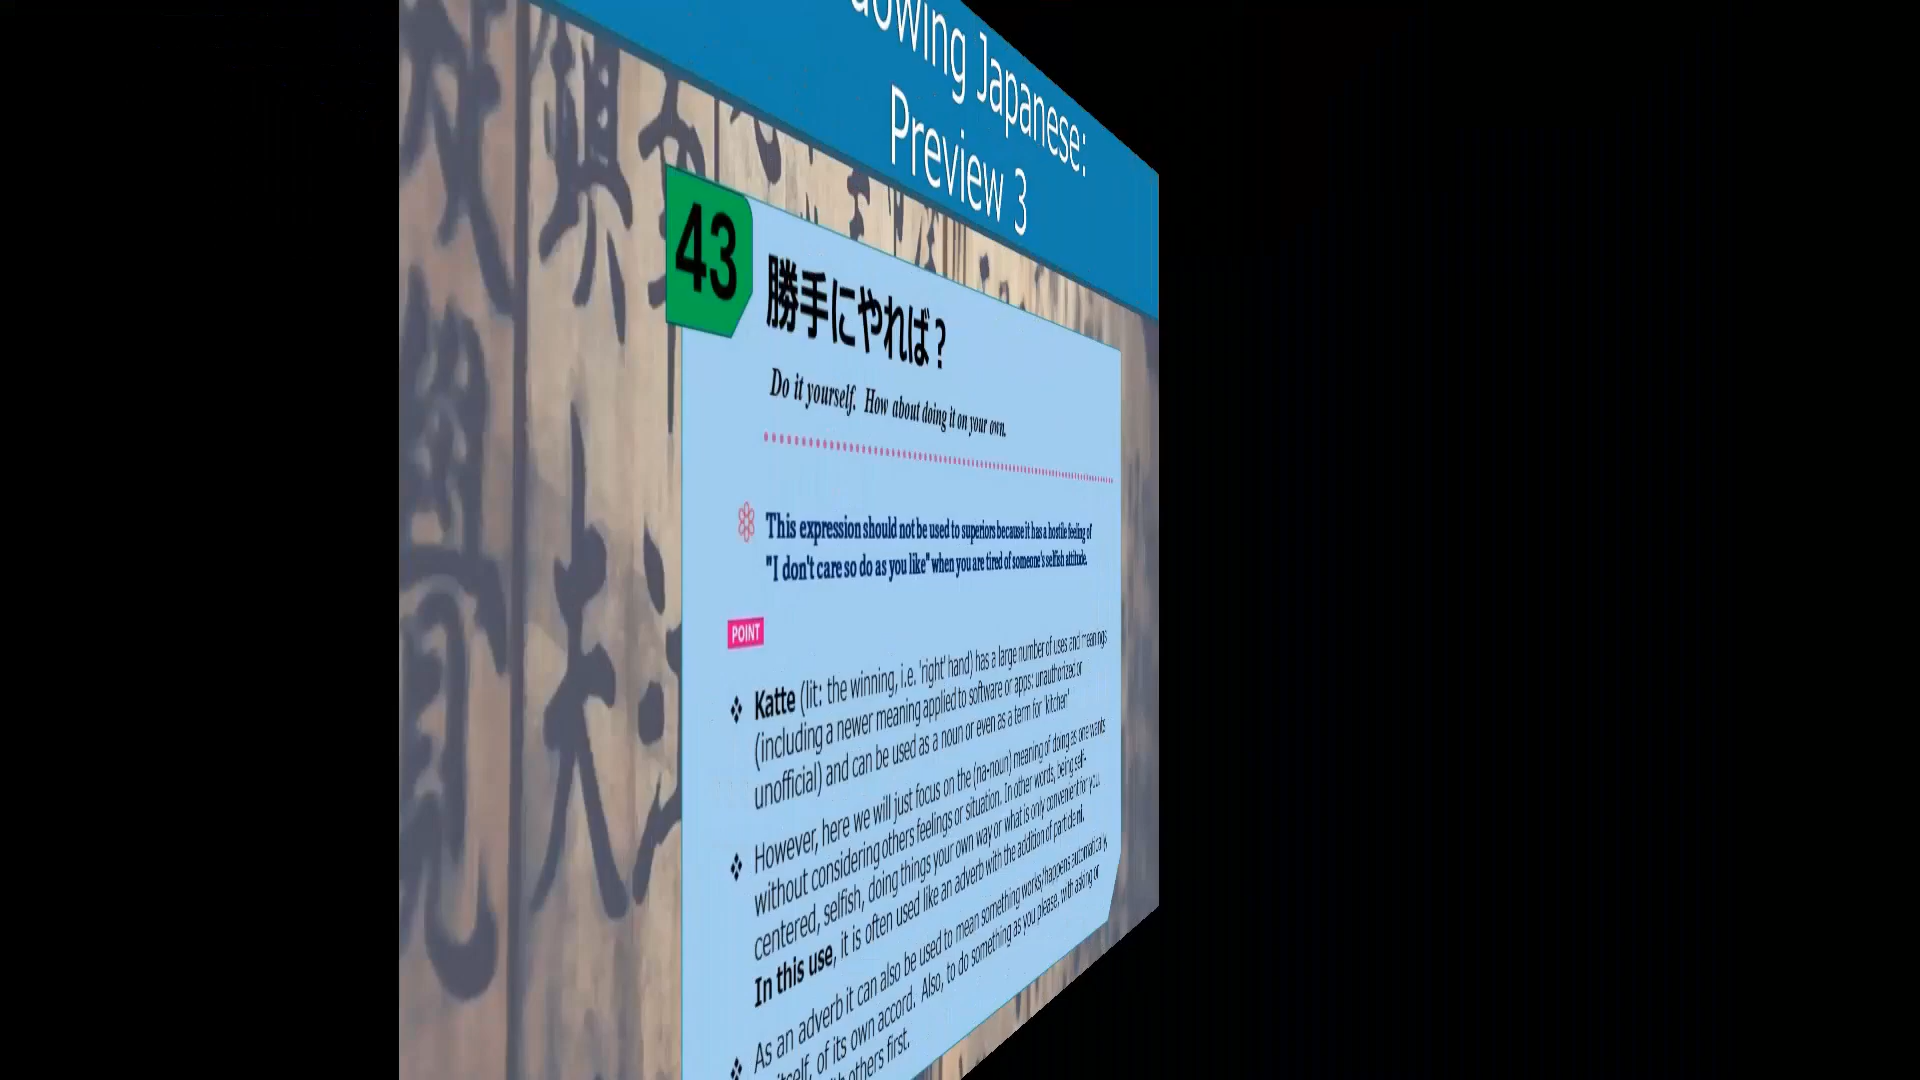 Japanese:
Preview 3
43
勝手にやれば？
Do it yourself. How about doing it on your own.
This expression should not be used to superiors because it has a hostile feeling of
"I don't care so do as you like" when you are tired of someone's selfish attitude.
POINT
Katte (lit: the winning, i.e. 'right' hand) has a large number of uses and meanings
(including a newer meaning applied to software or apps: unauthorized or
unofficial) and can be used as a noun or even as a term for 'kitchen'
However, here we will just focus on the (na-noun) meaning of doing as one wants
without considering others feelings or situation. In other words, being self-
centered, selfish, doing things your own way or what is only convenient for you.
In this use, it is often used like an adverb with the addition of particle ni.
As an adverb it can also be used to mean something works/happens automatically
itself, of its own accord. Also, to do something as you please, with asking or
others first.